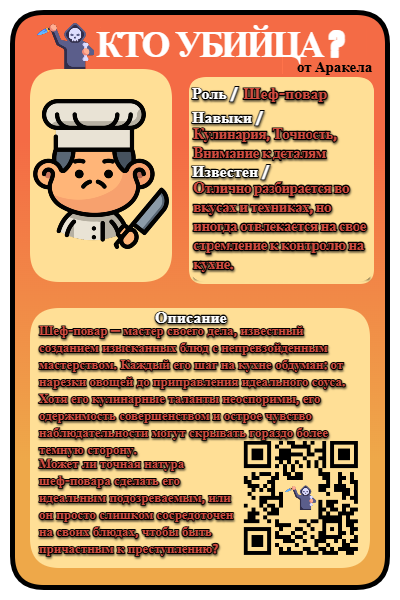 КТО УБИЙЦА?
от Аракела
Роль / Шеф-повар
Навыки /
Кулинария, Точность,
Внимание к деталям
Известен /
Отлично разбирается во
вкусах и техниках, но
иногда отвлекается на свое
стремление к контролю на
кухне.
Описание
Шеф-повар — мастер своего дела, известный
созданием изысканных блюд с непревзойденным
мастерством. Каждый его шаг на кухне обдуман: от
нарезки овощей до приправления идеального соуса.
Хотя его кулинарные таланты неоспоримы, его
одержимость совершенством и острое чувство
наблюдательности могут скрывать гораздо более
темную сторону.
Может ли точная натура
шеф-повара сделать его
идеальным подозреваемым, или
он просто слишком сосредоточен
на своих блюдах, чтобы быть
причастным к преступлению?